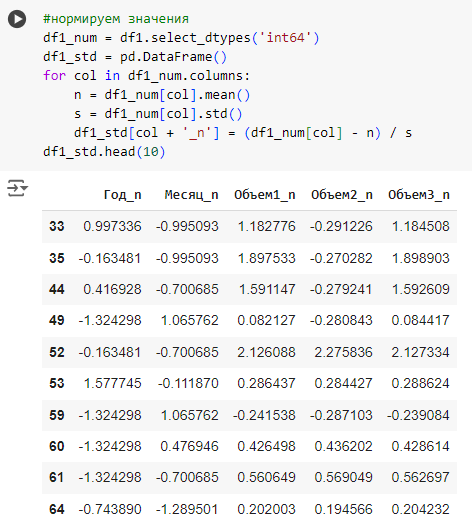 #нормируем значения
df1_num = df1.select_dtypes('int64')
df1_std = pd.DataFrame()
for col in df1_num.columns:
    n = df1_num[col].mean()
    s = df1_num[col].std()
    df1_std[col + '_n'] = (df1_num[col] - n) / s
df1_std.head(10)
Год_n Месяц_n Объем1_n Объем2_n Объем3_n
33 0.997336 -0.995093 1.182776 -0.291226 1.184508
35 -0.163481 -0.995093 1.897533 -0.270282 1.898903
44 0.416928 -0.700685 1.591147 -0.279241 1.592609
49 -1.324298 1.065762 0.082127 -0.280843 0.084417
52 -0.163481 -0.700685 2.126088 2.275836 2.127334
53 1.577745 -0.111870 0.286437 0.284427 0.288624
59 -1.324298 1.065762 -0.241538 -0.287103 -0.239084
60 -1.324298 0.476946 0.426498 0.436202 0.428614
61 -1.324298 -0.700685 0.560649 0.569049 0.562697
64 -0.743890 -1.289501 0.202003 0.194566 0.204232